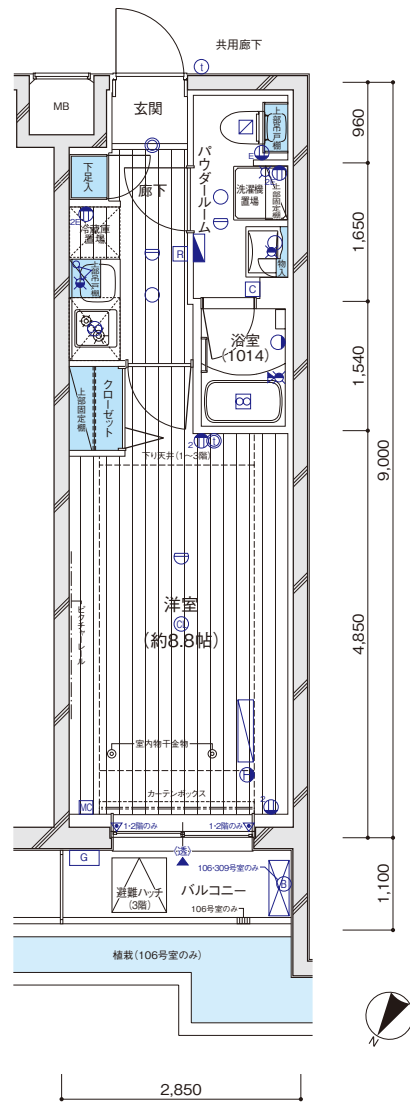 共用廊下
t
MB
玄関
上部吊戸棚
E
パウダールーム
下足入
廊下
洗濯機置場
上部固定棚
2E
2E
冷蔵庫置場
R
物入
上部吊戸棚
C
浴室
(1014)
クローゼット
上部固定棚
2
t
下り天井(1～3階)
洋室
(約8.8帖)
CL
ピクチャーレール
室内物干金物
H
カーテンボックス
MC
2
1・2階のみ
1・2階のみ
G
(透)
106・309号室のみ
B
避難ハッチ
(3階)
バルコニー
106号室のみ
植栽(106号室のみ)
960
1,650
1,540
9,000
4,850
1,100
2,850
N